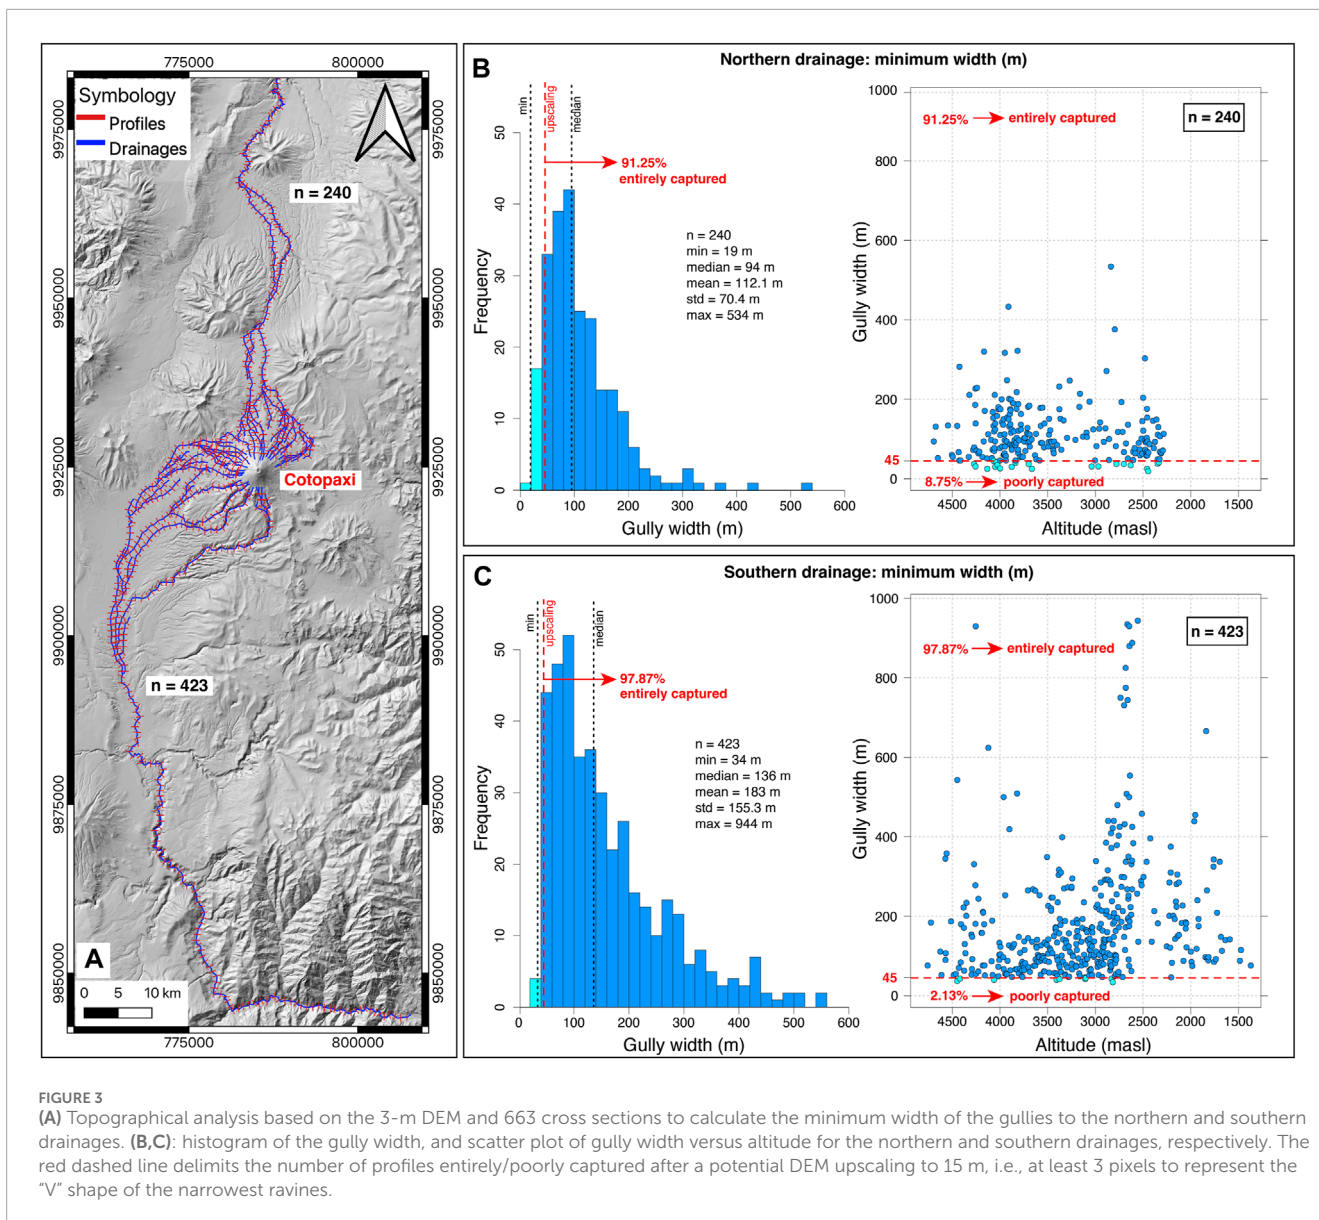 775000
800000
Symbology
Profiles
Drainages
9975000
9975000
n = 240
9950000
9950000
9925000
9925000
Cotopaxi
9900000
9900000
n = 423
9875000
9875000
9850000
9850000
A
0 5 10 km
775000
800000
B
Northern drainage: minimum width (m)
min
upscaling
median
91.25%
entirely captured
n = 240
min = 19 m
median = 94 m
mean = 112.1 m
std = 70.4 m
max = 534 m
Frequency
50
40
30
20
10
0
0 100 200 300 400 500 600
Gully width (m)
1000
800
600
400
200
45
0
Gully width (m)
91.25% entirely captured
n = 240
8.75% poorly captured
4500 4000 3500 3000 2500 2000 1500
Altitude (masl)
C
Southern drainage: minimum width (m)
min
upscaling
median
97.87%
entirely captured
n = 423
min = 34 m
median = 136 m
mean = 183 m
std = 155.3 m
max = 944 m
Frequency
50
40
30
20
10
0
0 100 200 300 400 500 600
Gully width (m)
1000
800
600
400
200
45
0
Gully width (m)
97.87% entirely captured
n = 423
2.13% poorly captured
4500 4000 3500 3000 2500 2000 1500
Altitude (masl)
FIGURE 3
(A) Topographical analysis based on the 3-m DEM and 663 cross sections to calculate the minimum width of the gullies to the northern and southern
drainages. (B,C): histogram of the gully width, and scatter plot of gully width versus altitude for the northern and southern drainages, respectively. The
red dashed line delimits the number of profiles entirely/poorly captured after a potential DEM upscaling to 15 m, i.e., at least 3 pixels to represent the
“V” shape of the narrowest ravines.